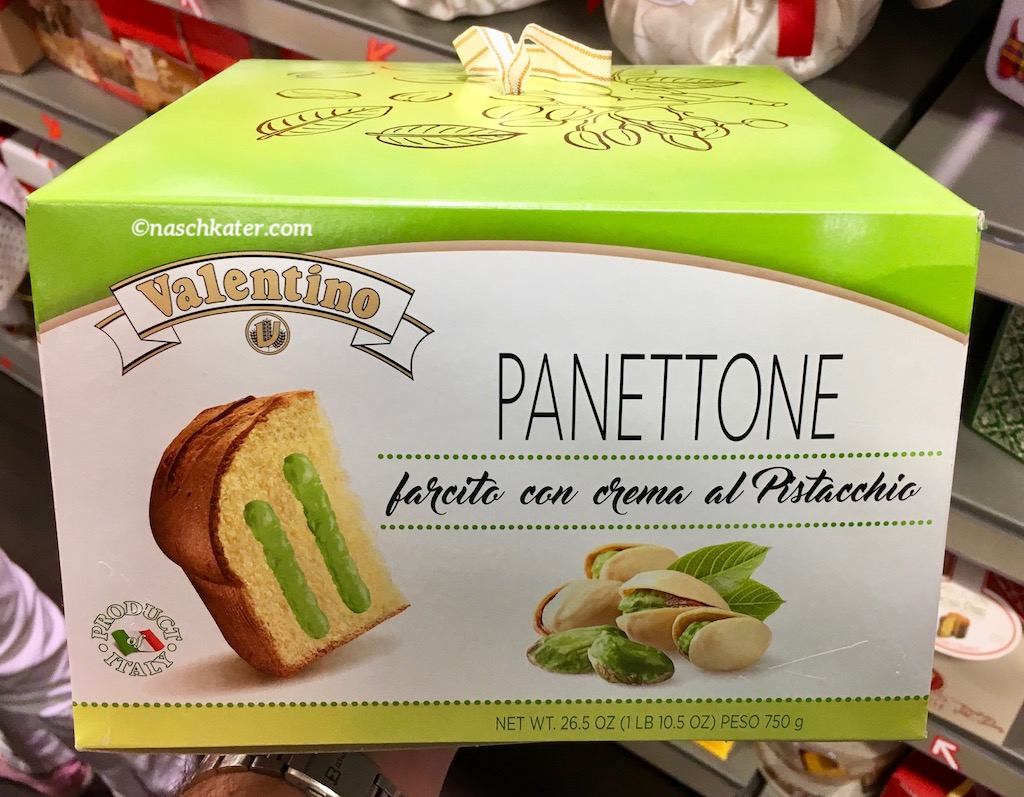 ©naschkater.com
Valentino
V
PANETTONE
farcito con crema al Pistacchio
PRODUCT
OF
ITALY
NET WT. 26.5 OZ (1 LB 10.5 OZ) PESO 750 g